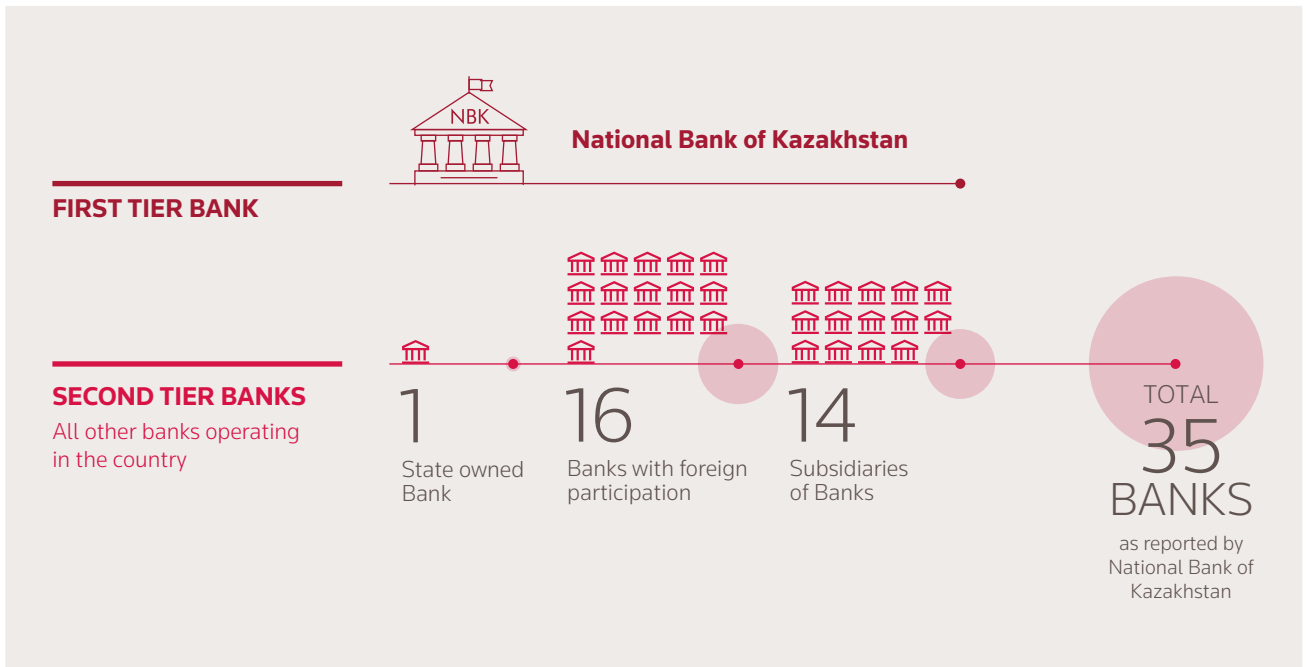 NBK
National Bank of Kazakhstan
FIRST TIER BANK
SECOND TIER BANKS
All other banks operating
in the country
1
State owned
Bank
16
Banks with foreign
participation
14
Subsidiaries
of Banks
TOTAL
35
BANKS
as reported by
National Bank of
Kazakhstan